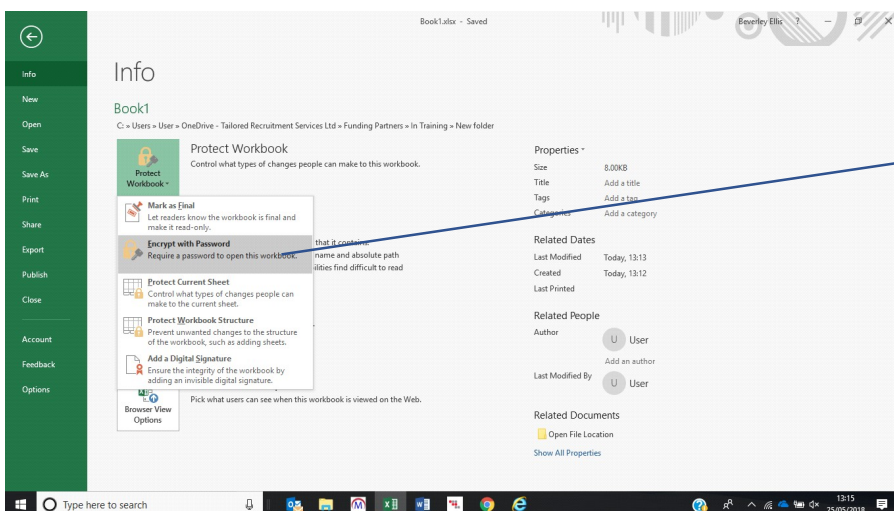 Book1.xlsx - Saved
Beverley Ellis
?
Info
New
Open
Save
Save As
Print
Share
Export
Publish
Close
Account
Feedback
Options
Info
Book1
C: » Users » User » OneDrive - Tailored Recruitment Services Ltd » Funding Partners » In Training » New folder
Protect
Workbook
Protect Workbook
Control what types of changes people can make to this workbook.
Mark as Final
Let readers know the workbook is final and
make it read-only.
Encrypt with Password
Require a password to open this workbook.
Protect Current Sheet
Control what types of changes people can
make to the current sheet.
Protect Workbook Structure
Prevent unwanted changes to the structure
of the workbook, such as adding sheets.
Add a Digital Signature
Ensure the integrity of the workbook by
adding an invisible digital signature.
that it contains:
name and absolute path
ilities find difficult to read
Browser View
Options
Pick what users can see when this workbook is viewed on the Web.
Properties
Size 8.00KB
Title Add a title
Tags Add a tag
Categories Add a category
Related Dates
Last Modified Today, 13:13
Created Today, 13:12
Last Printed
Related People
Author U User
Add an author
Last Modified By U User
Related Documents
Open File Location
Show All Properties
Type here to search
13:15
25/05/2018